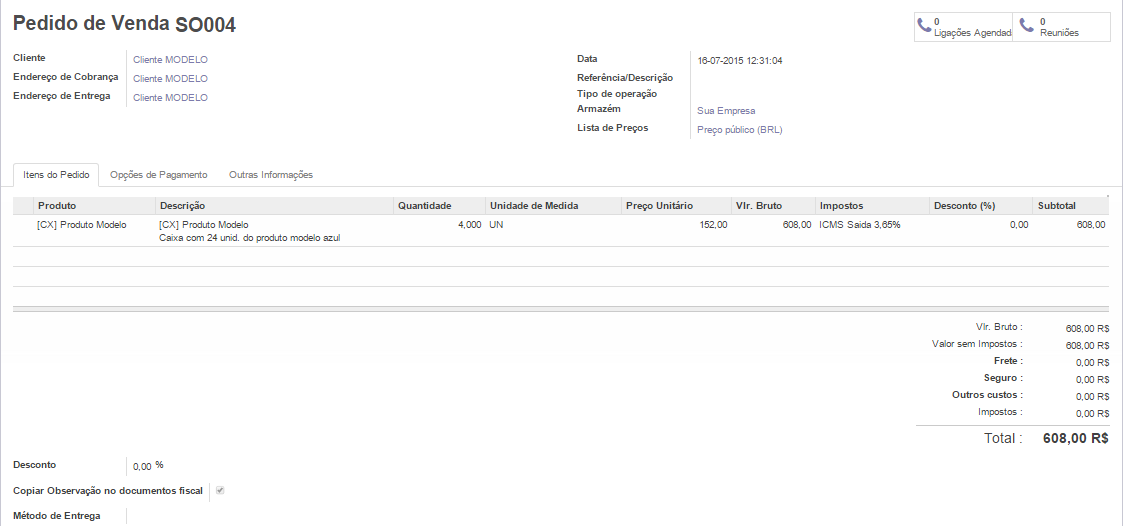 Pedido de Venda SO004
0
Ligações Agendad
0
Reuniões
Cliente Cliente MODELO
Endereço de Cobrança Cliente MODELO
Endereço de Entrega Cliente MODELO
Data 16-07-2015 12:31:04
Referência/Descrição
Tipo de operação
Armazém Sua Empresa
Lista de Preços Preço público (BRL)
Itens do Pedido Opções de Pagamento Outras Informações
Produto Descrição Quantidade Unidade de Medida Preço Unitário Vlr. Bruto Impostos Desconto (%) Subtotal
[CX] Produto Modelo [CX] Produto Modelo 4,000 UN 152,00 608,00 ICMS Saida 3,65% 0,00 608,00
Caixa com 24 unid. do produto modelo azul
Vlr. Bruto : 608,00 R$
Valor sem Impostos : 608,00 R$
Frete : 0,00 R$
Seguro : 0,00 R$
Outros custos : 0,00 R$
Impostos : 0,00 R$
Total : 608,00 R$
Desconto 0,00 %
Copiar Observação no documentos fiscal
Método de Entrega